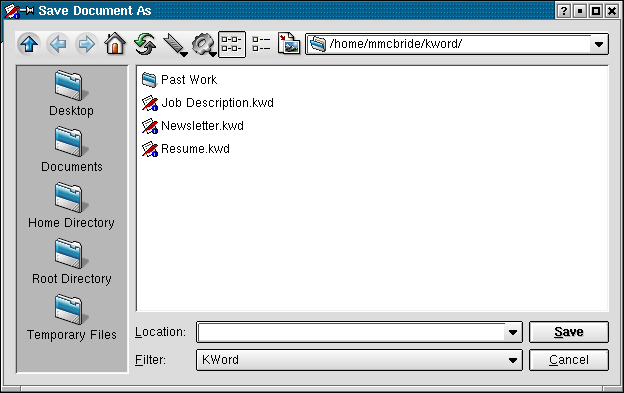 Save Document As
/home/mmcbride/kword/
Desktop
Documents
Home Directory
Root Directory
Temporary Files
Past Work
Job Description.kwd
Newsletter.kwd
Resume.kwd
Location:
Save
Filter:
KWord
Cancel